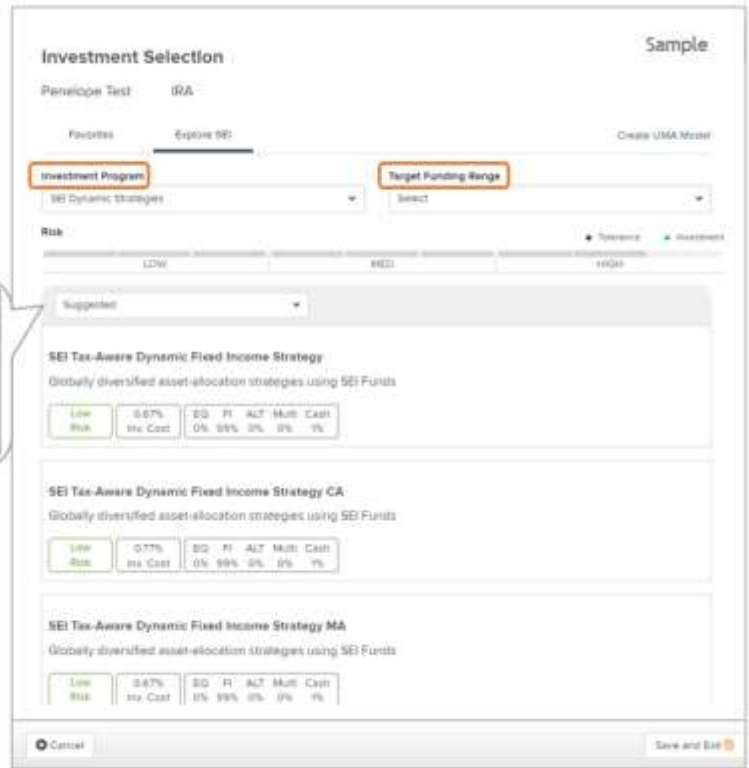 Sample
Investment Selection
Penelope Test IRA
Favorites Explore SEI Create UMA Model
Investment Program Target Funding Range
SEI Dynamic Strategies Select
Risk Tolerance Investment
LOW MED HIGH
Suggested
SEI Tax-Aware Dynamic Fixed Income Strategy
Globally diversified asset-allocation strategies using SEI Funds
Low 0.67% EQ FI ALT Multi Cash
Risk Inv. Cost 0% 99% 0% 0% 1%
SEI Tax-Aware Dynamic Fixed Income Strategy CA
Globally diversified asset-allocation strategies using SEI Funds
Low 0.77% EQ FI ALT Multi Cash
Risk Inv. Cost 0% 99% 0% 0% 1%
SEI Tax-Aware Dynamic Fixed Income Strategy MA
Globally diversified asset-allocation strategies using SEI Funds
Low 0.67% EQ FI ALT Multi Cash
Risk Inv. Cost 0% 99% 0% 0% 1%
Cancel Save and Exit